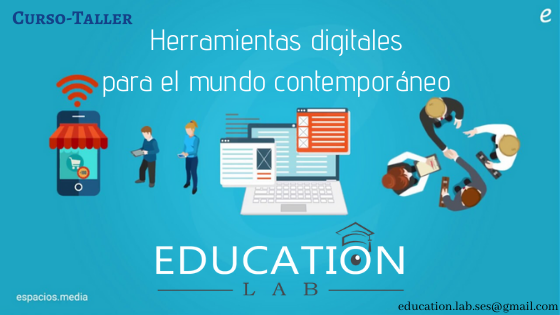 Curso-Taller
e
Herramientas digitales
para el mundo contemporáneo
EDUCATION
LAB
espacios.media
education.lab.ses@gmail.com